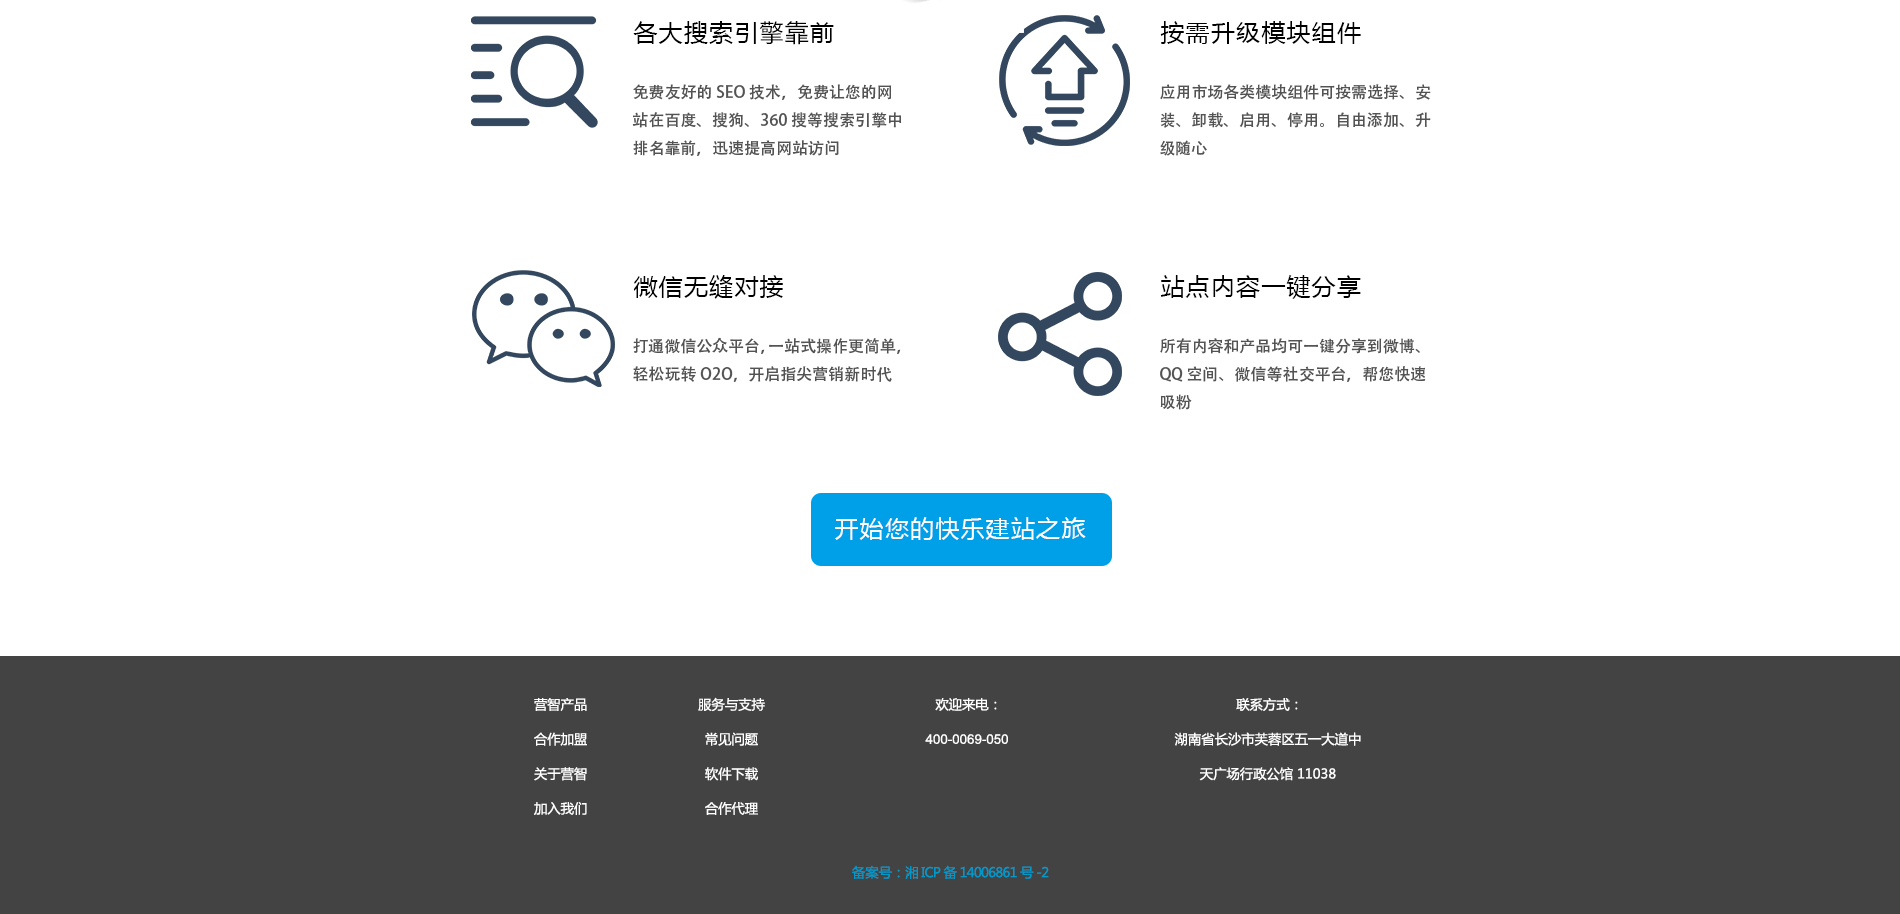 各大搜索引擎靠前
免费友好的 SEO 技术，免费让您的网
站在百度、搜狗、360 搜等搜索引擎中
排名靠前，迅速提高网站访问
按需升级模块组件
应用市场各类模块组件可按需选择、安
装、卸载、启用、停用。自由添加、升
级随心
微信无缝对接
打通微信公众平台,一站式操作更简单,
轻松玩转 O2O，开启指尖营销新时代
站点内容一键分享
所有内容和产品均可一键分享到微博、
QQ 空间、微信等社交平台，帮您快速
吸粉
开始您的快乐建站之旅
营智产品
合作加盟
关于营智
加入我们
服务与支持
常见问题
软件下载
合作代理
欢迎来电：
400-0069-050
联系方式：
湖南省长沙市芙蓉区五一大道中
天广场行政公馆 11038
备案号：湘 ICP 备 14006861 号 -2